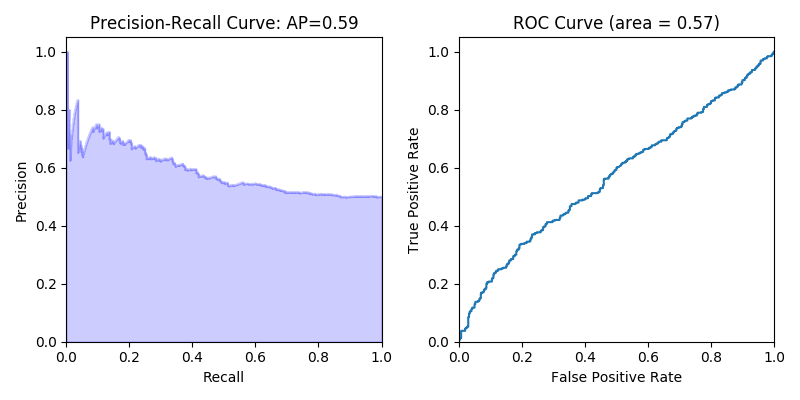 Precision-Recall Curve: AP=0.59
1.0
0.8
0.6
0.4
0.2
0.0
Precision
0.0 0.2 0.4 0.6 0.8 1.0
Recall
ROC Curve (area = 0.57)
1.0
0.8
0.6
0.4
0.2
0.0
True Positive Rate
0.0 0.2 0.4 0.6 0.8 1.0
False Positive Rate